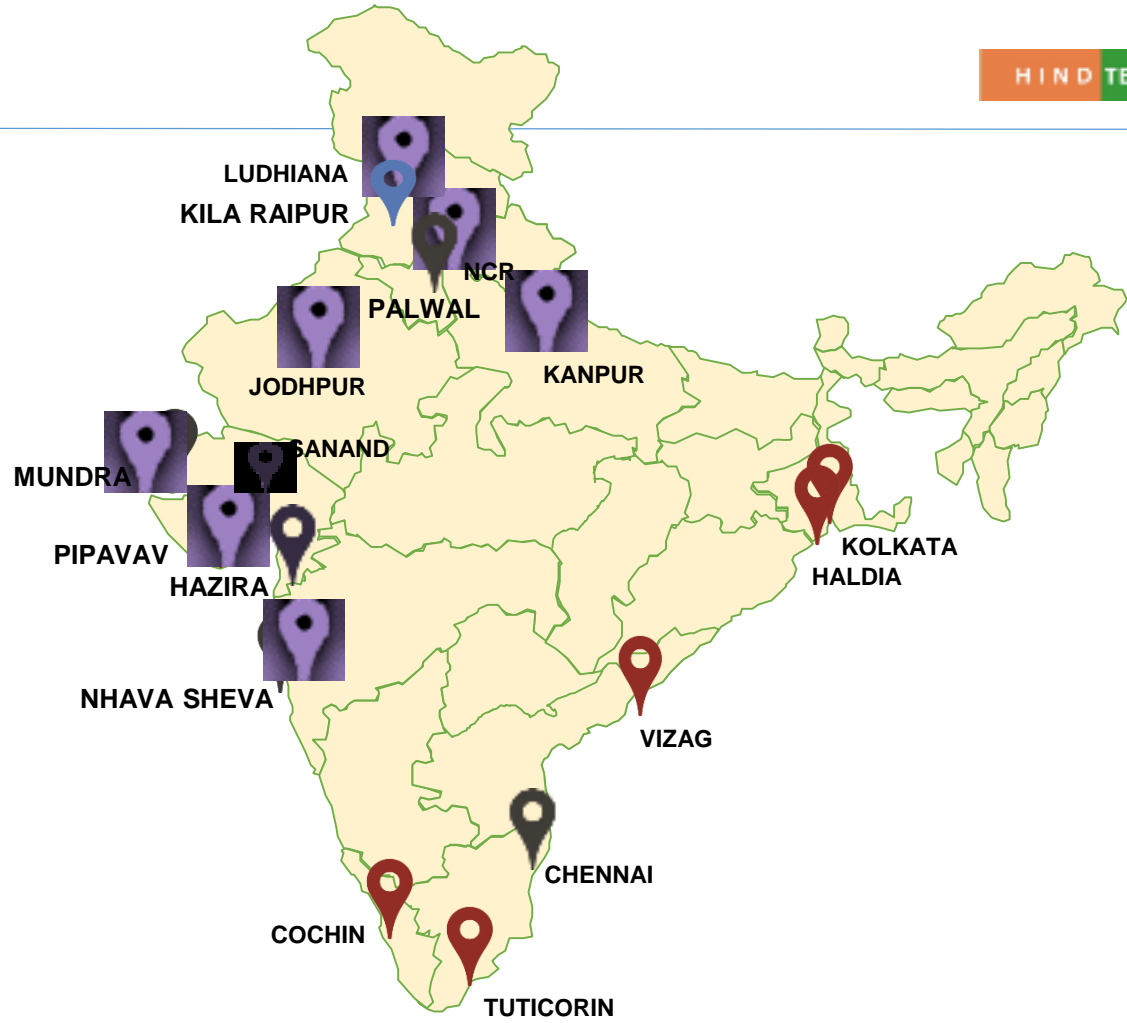 HIND TE
LUDHIANA
KILA RAIPUR
NCR
PALWAL
JODHPUR
KANPUR
SANAND
MUNDRA
PIPAVAV
HAZIRA
KOLKATA
HALDIA
NHAVA SHEVA
VIZAG
CHENNAI
COCHIN
TUTICORIN